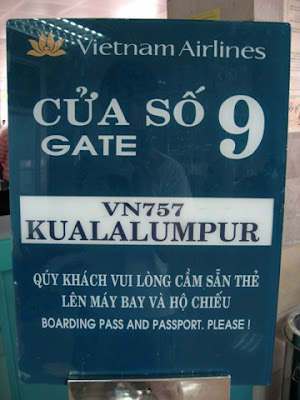 Vietnam Airlines
CỬA SỐ 9
GATE
VN757
KUALALUMPUR
QÚY KHÁCH VUI LÒNG CẦM SẴN THẺ
LÊN MÁY BAY VÀ HỘ CHIẾU
BOARDING PASS AND PASSPORT. PLEASE !